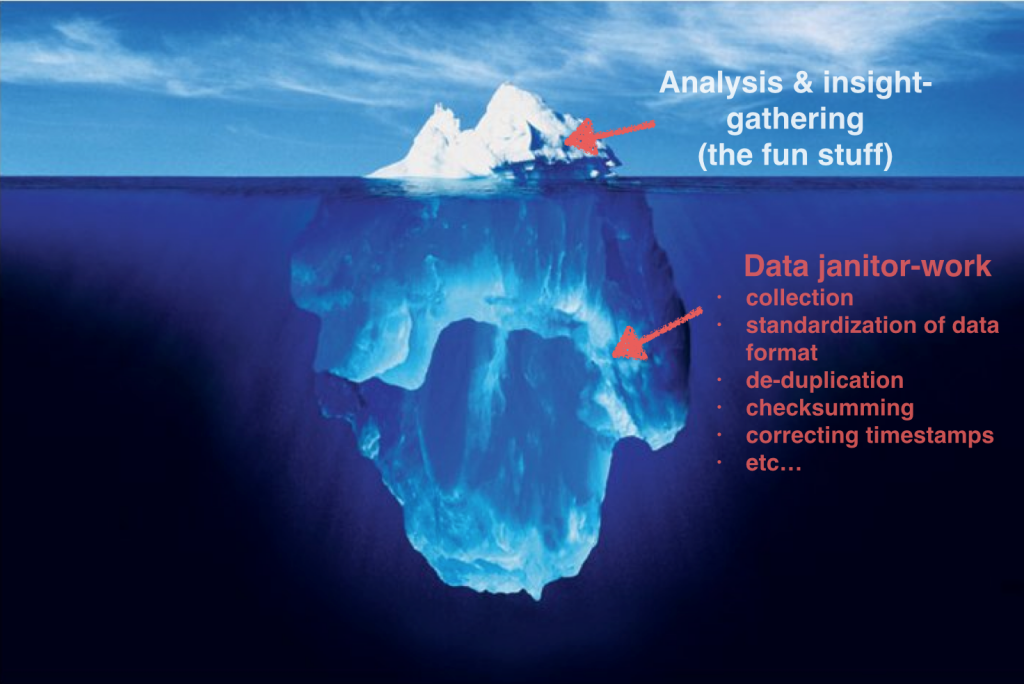 Analysis & insight-
gathering
(the fun stuff)
Data janitor-work
· collection
· standardization of data
format
· de-duplication
· checksumming
· correcting timestamps
· etc…